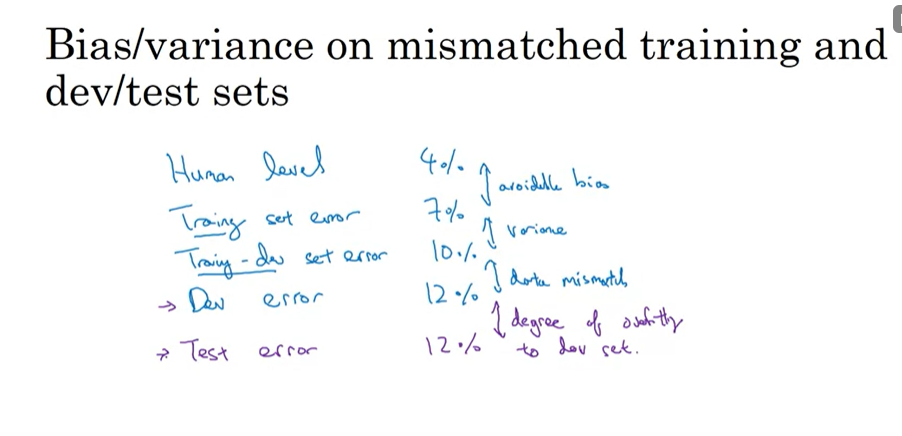 Bias/variance on mismatched training and
dev/test sets
Human level 4%
avoidable bias
Training set error 7%
variance
Training-dev set error 10%
data mismatch
→ Dev error 12%
degree of overfitting
→ Test error 12% to dev set.